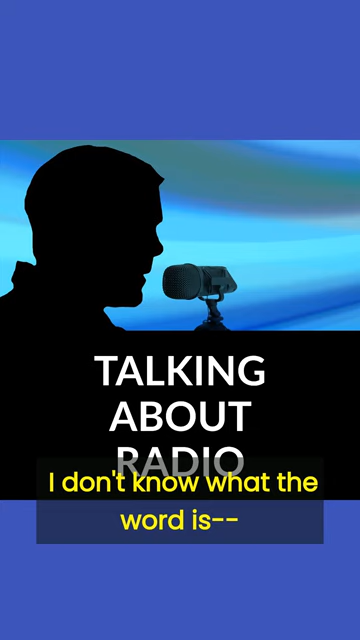 TALKING
ABOUT
RADIO
I don't know what the
word is--